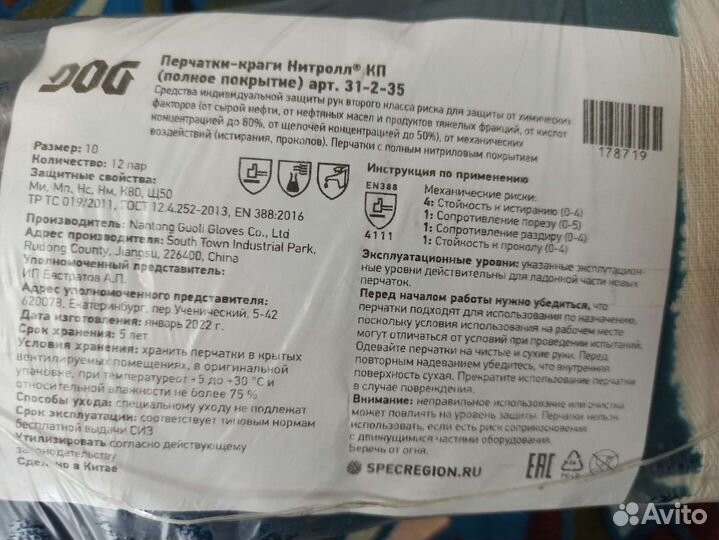 DOG
Перчатки-краги Нитролл® КП
(полное покрытие) арт. 31-2-35
Средства индивидуальной защиты рук второго класса риска для защиты от химических
факторов (от сырой нефти, от нефтяных масел и продуктов тяжелых фракций, от кислот
концентрацией до 80%, от щелочей концентрацией до 50%), от механических
воздействий (истирания, проколов). Перчатки с полным нитриловым покрытием
178719
Размер: 10
Количество: 12 пар
Защитные свойства:
Ми, Мп, Нс, Нм, К80, Щ50
ТР ТС 019/2011, ГОСТ 12.4.252-2013, EN 388:2016
Производитель: Nantong Guoli Gloves Co., Ltd
Адрес производителя: South Town Industrial Park,
Rudong County, Jiangsu, 226400, China
Уполномоченный представитель:
ИП Евстратов А.П.
Адрес уполномоченного представителя:
620078, Екатеринбург, пер Ученический, 5-42
Дата изготовления: январь 2022 г.
Срок хранения: 5 лет
Условия хранения: хранить перчатки в крытых
вентилируемых помещениях, в оригинальной
упаковке, при температуреот +5 до +30 °С и
относительной влажности не более 75 %
Способы ухода: специальному уходу не подлежат
Срок эксплуатации: соответствует типовым нормам
бесплатной выдачи СИЗ
Утилизировать согласно действующему
законодательству
Сделано в Китае
Инструкция по применению
EN388
4111
Механические риски:
4: Стойкость к истиранию (0-4)
1: Сопротивление порезу (0-5)
1: Сопротивление раздиру (0-4)
1: Стойкость к проколу (0-4)
Эксплуатационные уровни: указанные эксплутацион-
ные уровни действительны для ладонной части новых
перчаток.
Перед началом работы нужно убедиться, что
перчатки подходят для использования по назначению,
поскольку условия использования на рабочем месте
могут отличаться от условий при проведении испытаний.
Одевайте перчатки на чистые и сухие руки. Перед
повторным надеванием убедитесь, что внутренняя
поверхность сухая. Прекратите использование перчатки
в случае повреждения.
Внимание: неправильное использование или очистка
может повлиять на уровень защиты. Перчатки нельзя
использовать, если есть риск соприкосновения
с движущимися частями оборудования.
Беречь от огня.
SPECREGION.RU
EAC
Avito